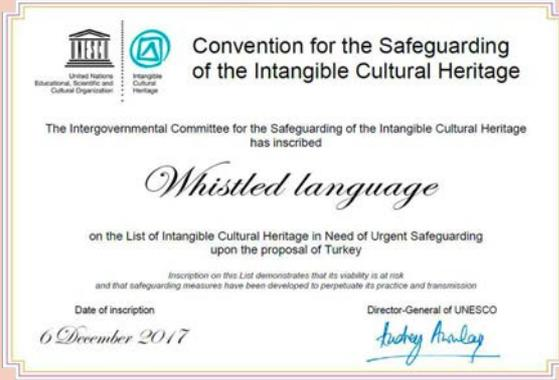 UNESCO
United Nations
Educational, Scientific and
Cultural Organization
Intangible
Cultural
Heritage
Convention for the Safeguarding
of the Intangible Cultural Heritage
The Intergovernmental Committee for the Safeguarding of the Intangible Cultural Heritage
has inscribed
Whistled language
on the List of Intangible Cultural Heritage in Need of Urgent Safeguarding
upon the proposal of Turkey
Inscription on this List demonstrates that its viability is at risk
and that safeguarding measures have been developed to perpetuate its practice and transmission
Date of inscription
6 December 2017
Director-General of UNESCO